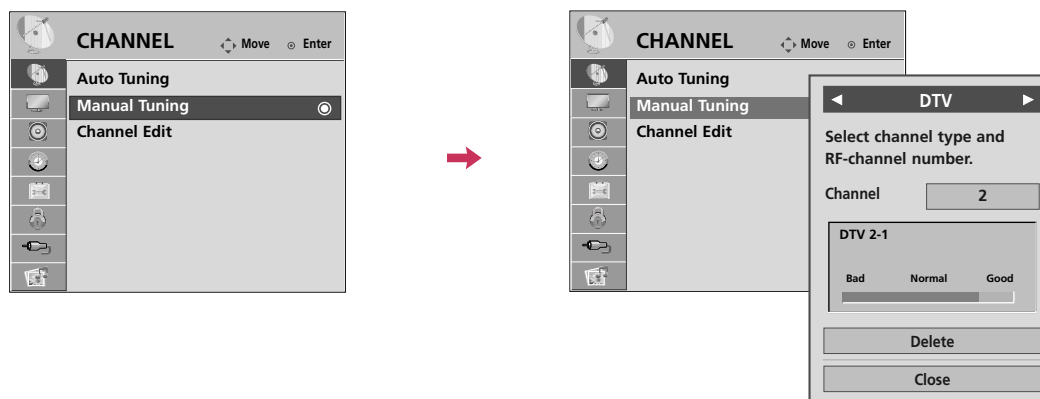 CHANNEL Move Enter
Auto Tuning
Manual Tuning
Channel Edit
CHANNEL Move Enter
Auto Tuning
Manual Tuning
Channel Edit
DTV
Select channel type and
RF-channel number.
Channel 2
DTV 2-1
Bad Normal Good
Delete
Close